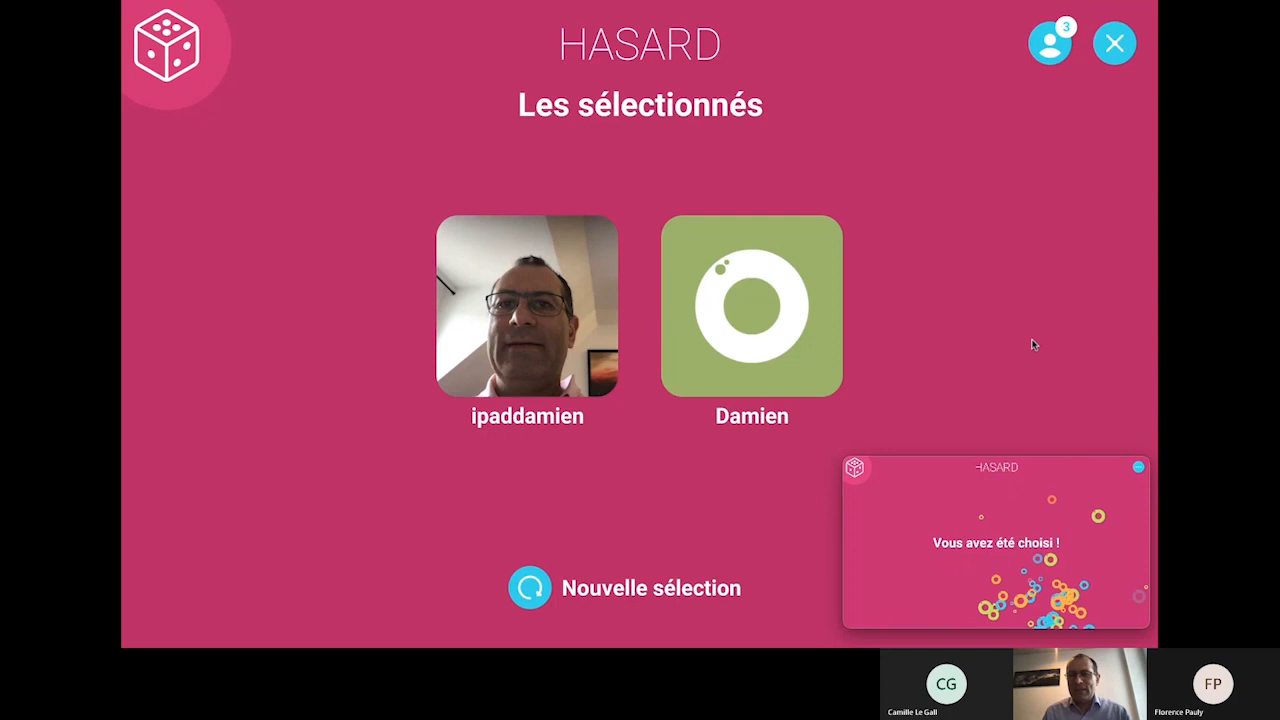 HASARD
3
Les sélectionnés
ipaddamien
Damien
HASARD
Vous avez été choisi !
Nouvelle sélection
CG
Camille Le Gall
FP
Florence Pauly